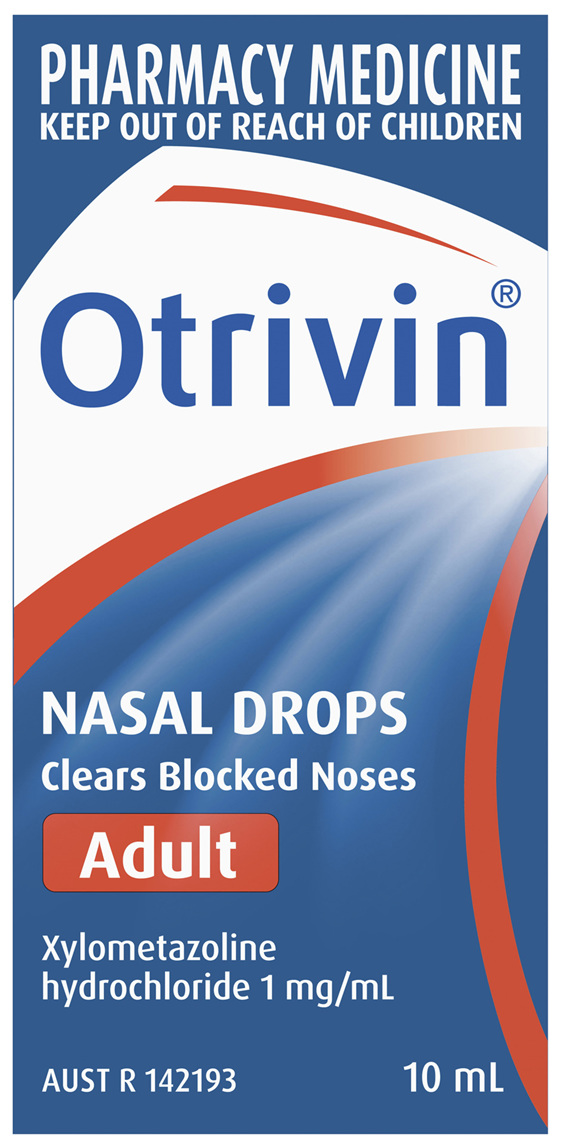 PHARMACY MEDICINE
KEEP OUT OF REACH OF CHILDREN
Otrivin®
NASAL DROPS
Clears Blocked Noses
Adult
Xylometazoline
hydrochloride 1 mg/mL
AUST R 142193 10 mL